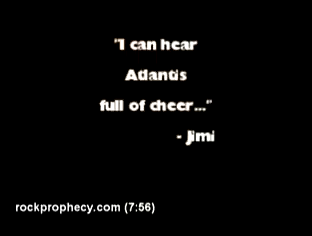 "I can hear
Atlantis
full of cheer..."
- Jimi
rockprophecy.com (7:56)